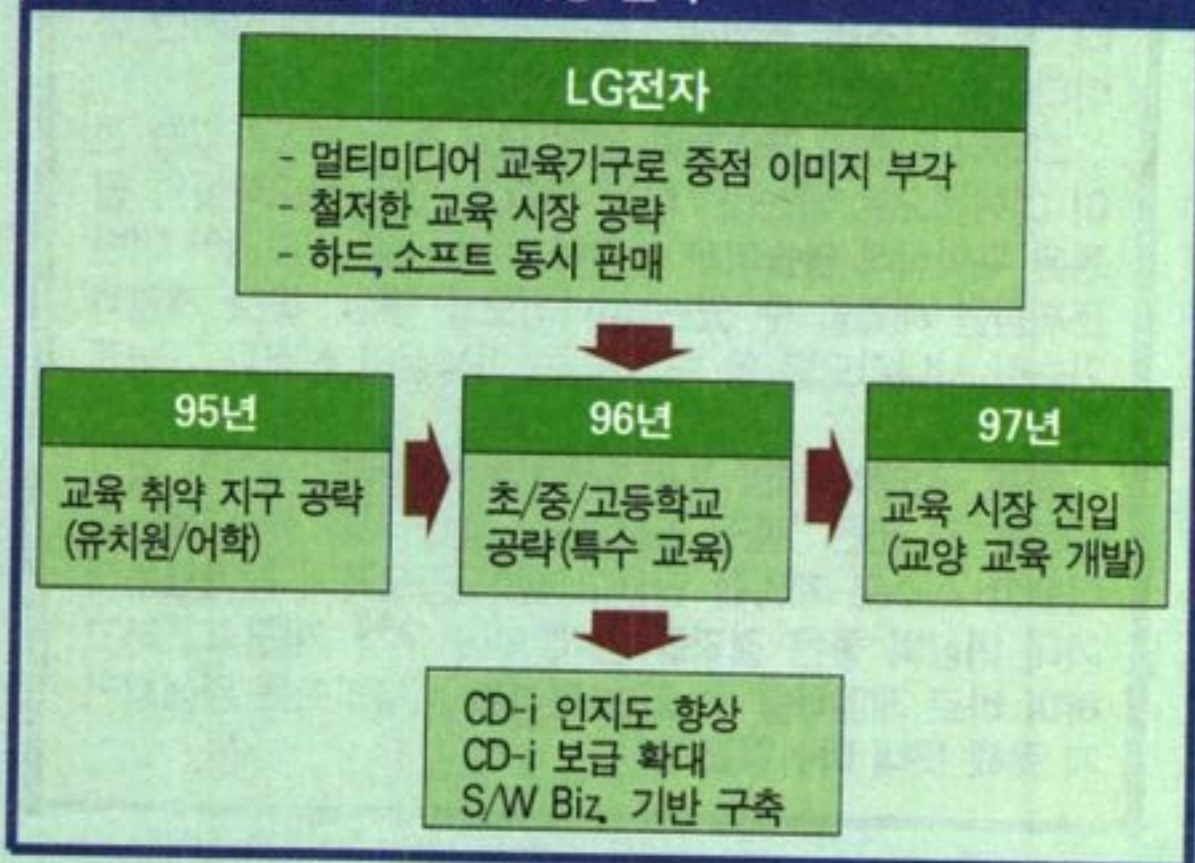 LG전자
- 멀티미디어 교육기구로 중점 이미지 부각
- 철저한 교육 시장 공략
- 하드, 소프트 동시 판매
95년
교육 취약 지구 공략
(유치원/어학)
96년
초/중/고등학교
공략(특수 교육)
97년
교육 시장 진입
(교양 교육 개발)
CD-i 인지도 향상
CD-i 보급 확대
S/W Biz. 기반 구축